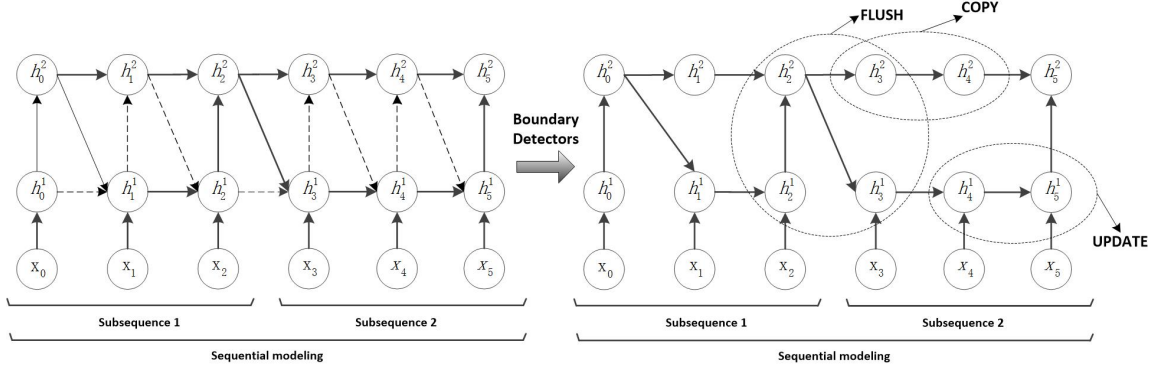 FLUSH
COPY
h_0^2 h_1^2 h_2^2 h_3^2 h_4^2 h_5^2
h_0^2 h_1^2 h_2^2 h_3^2 h_4^2 h_5^2
Boundary
Detectors
h_0^1 h_1^1 h_2^1 h_3^1 h_4^1 h_5^1
h_0^1 h_1^1 h_2^1 h_3^1 h_4^1 h_5^1
UPDATE
x_0 x_1 x_2 x_3 x_4 x_5
x_0 x_1 x_2 x_3 x_4 x_5
Subsequence 1
Subsequence 2
Subsequence 1
Subsequence 2
Sequential modeling
Sequential modeling